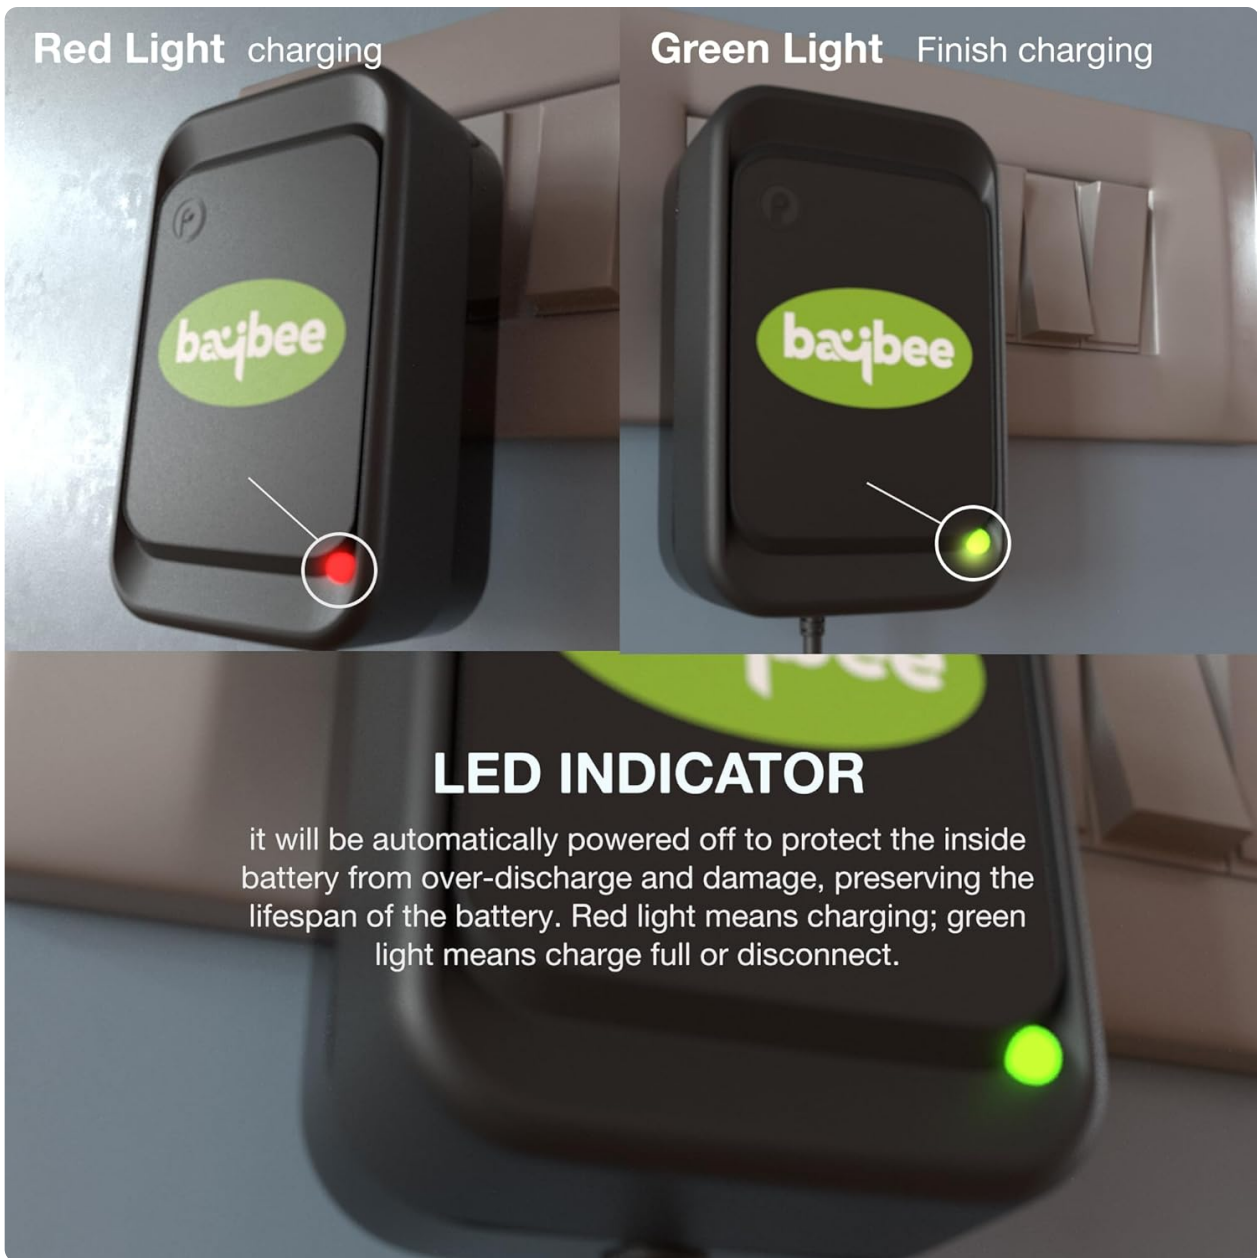 Red Light charging
Green Light Finish charging
baybee
baybee
bee
LED INDICATOR
it will be automatically powered off to protect the inside
battery from over-discharge and damage, preserving the
lifespan of the battery. Red light means charging; green
light means charge full or disconnect.